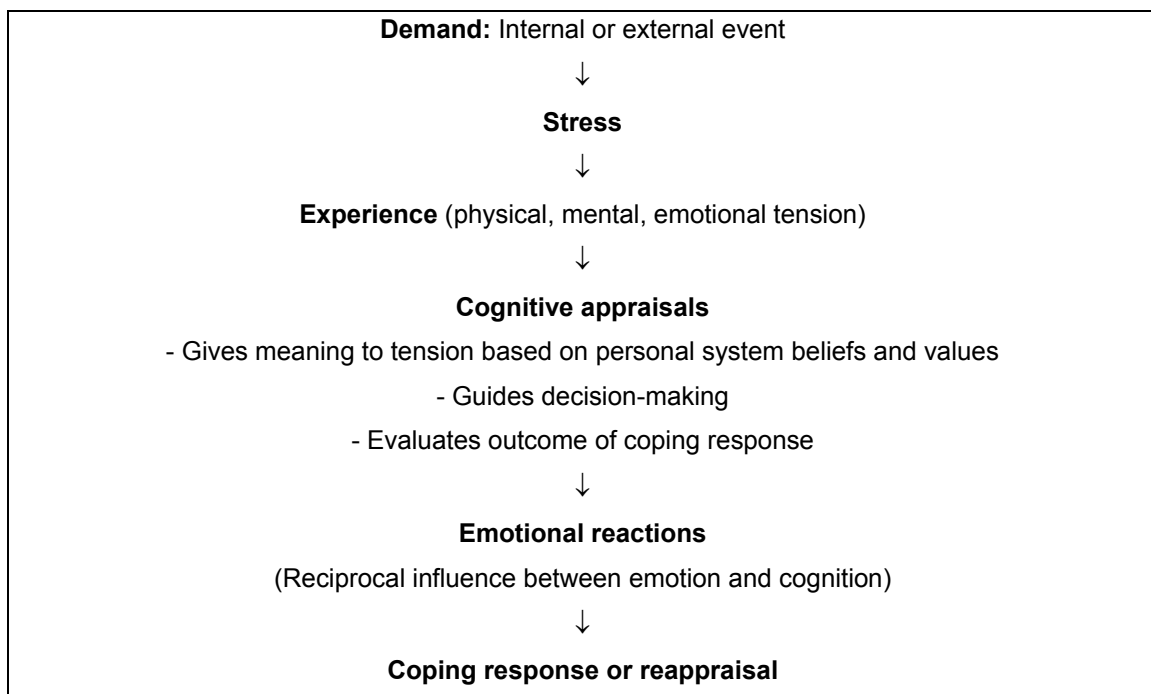 Demand: Internal or external event
↓
Stress
↓
Experience (physical, mental, emotional tension)
↓
Cognitive appraisals
- Gives meaning to tension based on personal system beliefs and values
- Guides decision-making
- Evaluates outcome of coping response
↓
Emotional reactions
(Reciprocal influence between emotion and cognition)
↓
Coping response or reappraisal